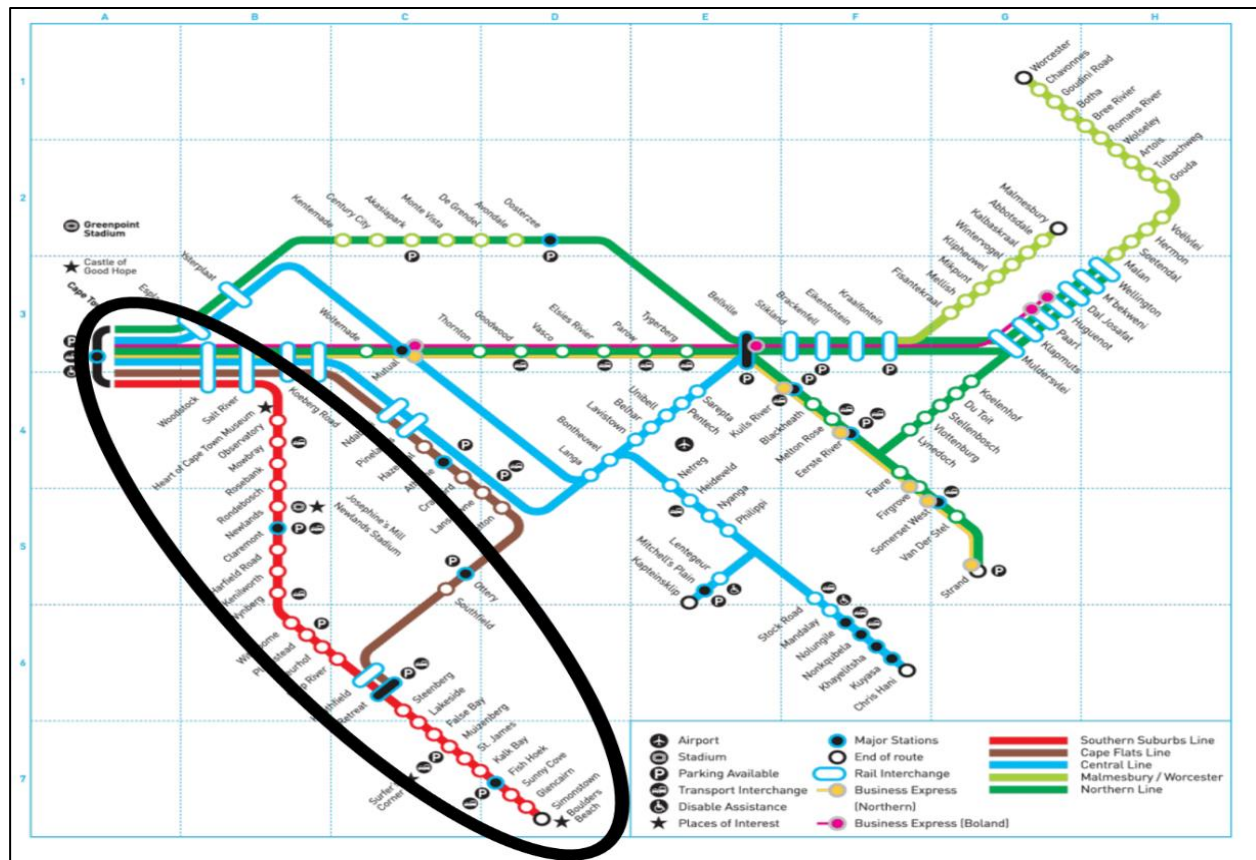 A B C D E F G H
1
2
3
4
5
6
7
Greenpoint
Stadium
Castle of
Good Hope
Ysterplaat
Kentemade
Century City
Akasiapark
Monte Vista
De Grendel
Avondale
Oosterzee
Woltemade
Mutual
Thornton
Goodwood
Vasco
Elsies Rivier
Parow
Tygerberg
Bellville
Stikland
Brackenfell
Eikenfontein
Kraaifontein
Fisantekraal
Mellish
Mikpunt
Klipheuwel
Wintervogel
Kalbaskraal
Abbotsdale
Malmesbury
Worcester
Chavonnes
Goudini Road
Botha
Bree Rivier
Romans River
Wolseley
Artois
Tulbachweg
Gouda
Voëlvlei
Hermon
Soetendal
Malan
Wellington
M'bekweni
Dal Josafat
Huguenot
Paarl
Klapmuts
Muldersvlei
Koelenhof
Du Toit
Stellenbosch
Vlottenburg
Lynedoch
Woodstock
Salt River
Koeberg Road
Heart of Cape Town Museum
Observatory
Mowbray
Rosebank
Rondebosch
Newlands
Claremont
Harfield Road
Kenilworth
Josephine's Mill
Newlands Stadium
Ottery
Southfield
Retreat
Steenberg
Lakeside
False Bay
Muizenberg
St. James
Kalk Bay
Fish Hoek
Sunny Cove
Glencairn
Simonstown
Boulders
Beach
Surfer
Corner
Bonteheuwel
Langa
Lavistown
Belhar
Unibell
Pentech
Sarepta
Netreg
Heideveld
Nyanga
Philippi
Lentegeur
Mitchell's Plain
Kapteinsklip
Stock Road
Mandalay
Nolungile
Nonkqubela
Khayelitsha
Kuyasa
Chris Hani
Kuils River
Blackheath
Melton Rose
Eerste River
Faure
Firgrove
Somerset West
Van Der Stel
Strand
Airport
Stadium
P Parking Available
Transport Interchange
Disable Assistance
Places of Interest
Major Stations
End of route
Rail Interchange
Business Express
(Northern)
Business Express (Boland)
Southern Suburbs Line
Cape Flats Line
Central Line
Malmesbury / Worcester
Northern Line